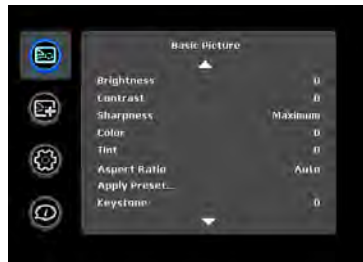 Basic Picture
Brightness 0
Contrast 0
Sharpness Maximum
Color 0
Tint 0
Aspect Ratio Auto
Apply Preset...
Keystone 0